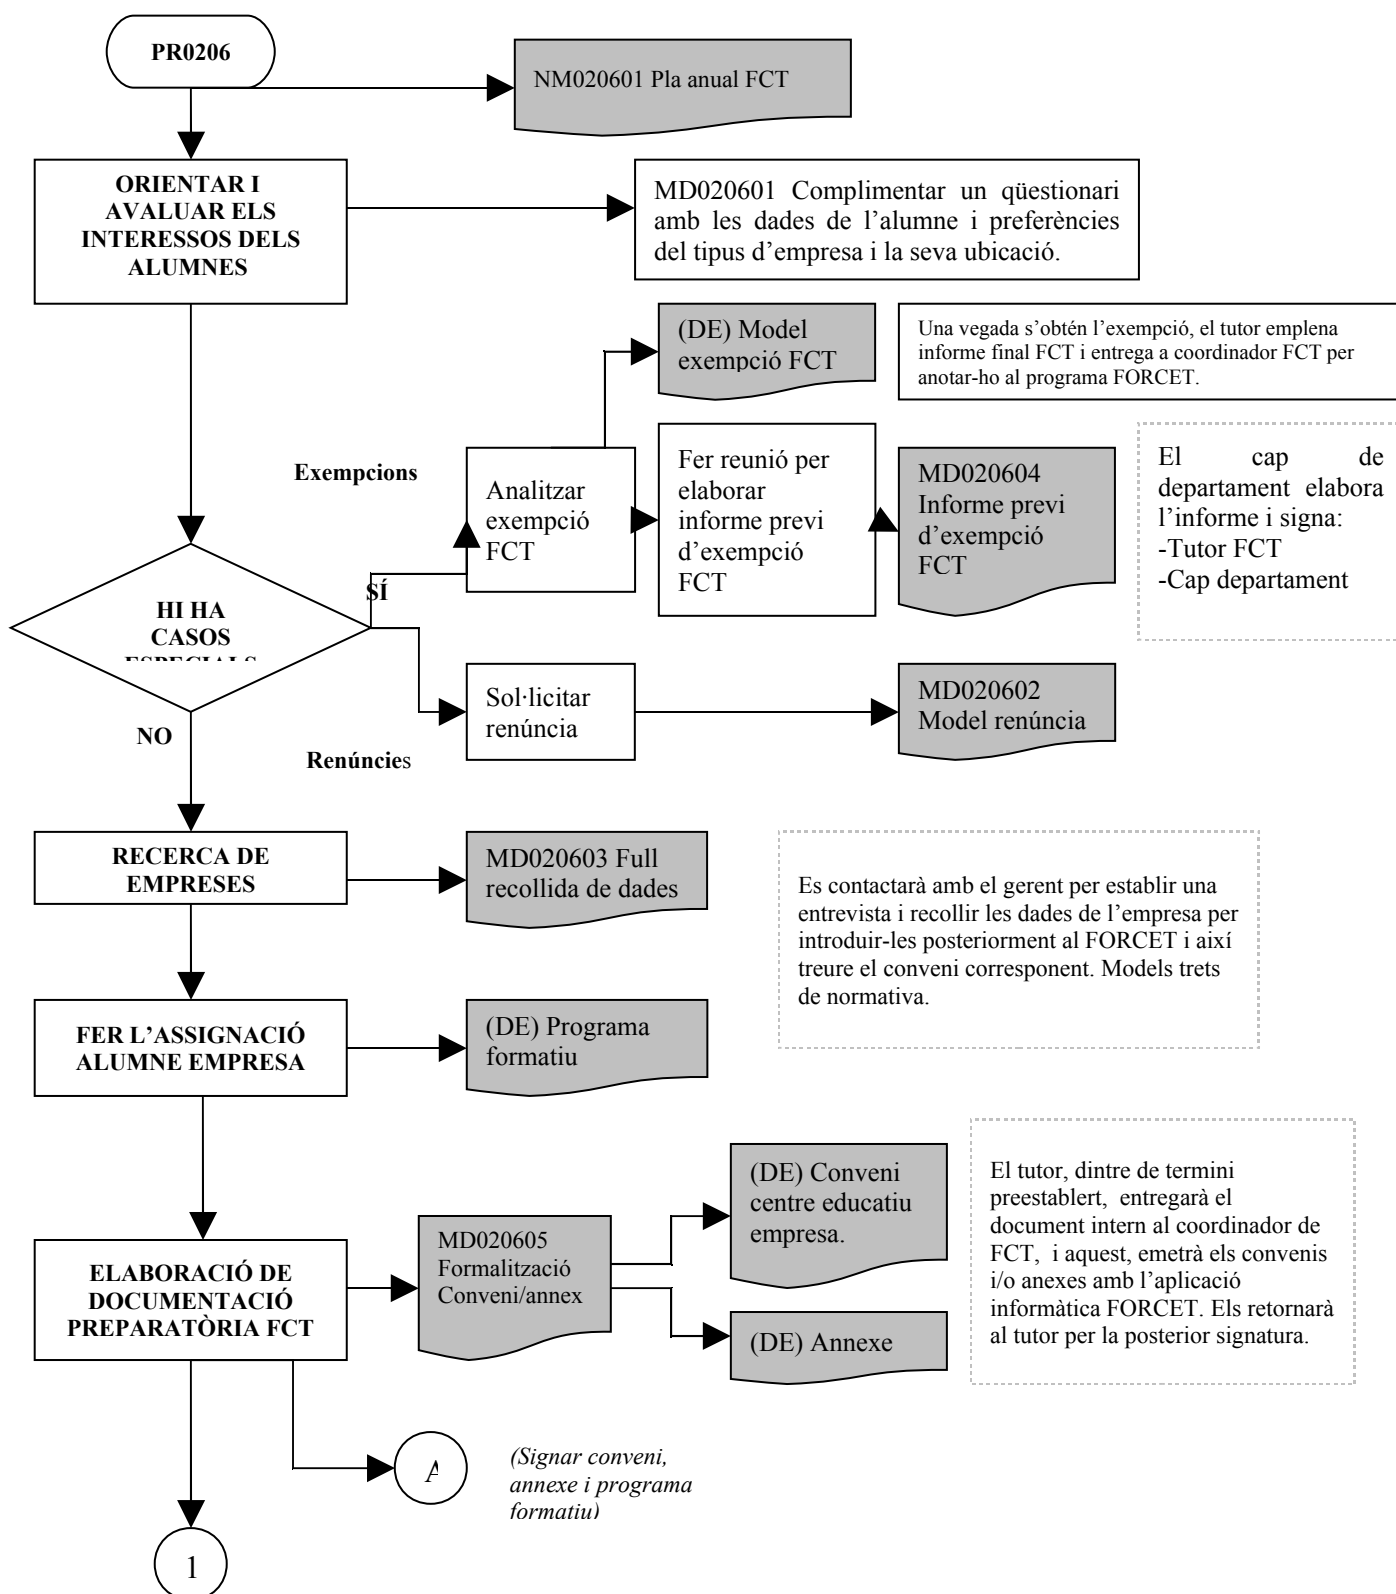 PR0206
NM020601 Pla anual FCT
ORIENTAR I
AVALUAR ELS
INTERESSOS DELS
ALUMNES
MD020601 Complimentar un qüestionari
amb les dades de l’alumne i preferències
del tipus d’empresa i la seva ubicació.
(DE) Model
exempció FCT
Una vegada s’obtén l’exempció, el tutor emplena
informe final FCT i entrega a coordinador FCT per
anotar-ho al programa FORCET.
Exempcions
Analitzar
exempció
FCT
Fer reunió per
elaborar
informe previ
d’exempció
FCT
MD020604
Informe previ
d’exempció
FCT
El cap de
departament elabora
l’informe i signa:
-Tutor FCT
-Cap departament
SÍ
HI HA
CASOS
ESPECIALS
Sol·licitar
renúncia
MD020602
Model renúncia
NO
Renúncies
RECERCA DE
EMPRESES
MD020603 Full
recollida de dades
Es contactarà amb el gerent per establir una
entrevista i recollir les dades de l’empresa per
introduir-les posteriorment al FORCET i així
treure el conveni corresponent. Models trets
de normativa.
FER L’ASSIGNACIÓ
ALUMNE EMPRESA
(DE) Programa
formatiu
ELABORACIÓ DE
DOCUMENTACIÓ
PREPARATÒRIA FCT
MD020605
Formalització
Conveni/annex
(DE) Conveni
centre educatiu
empresa.
(DE) Annexe
El tutor, dintre de termini
preestablert, entregarà el
document intern al coordinador de
FCT, i aquest, emetrà els convenis
i/o anexes amb l’aplicació
informàtica FORCET. Els retornarà
al tutor per la posterior signatura.
A
(Signar conveni,
annexe i programa
formatiu)
1